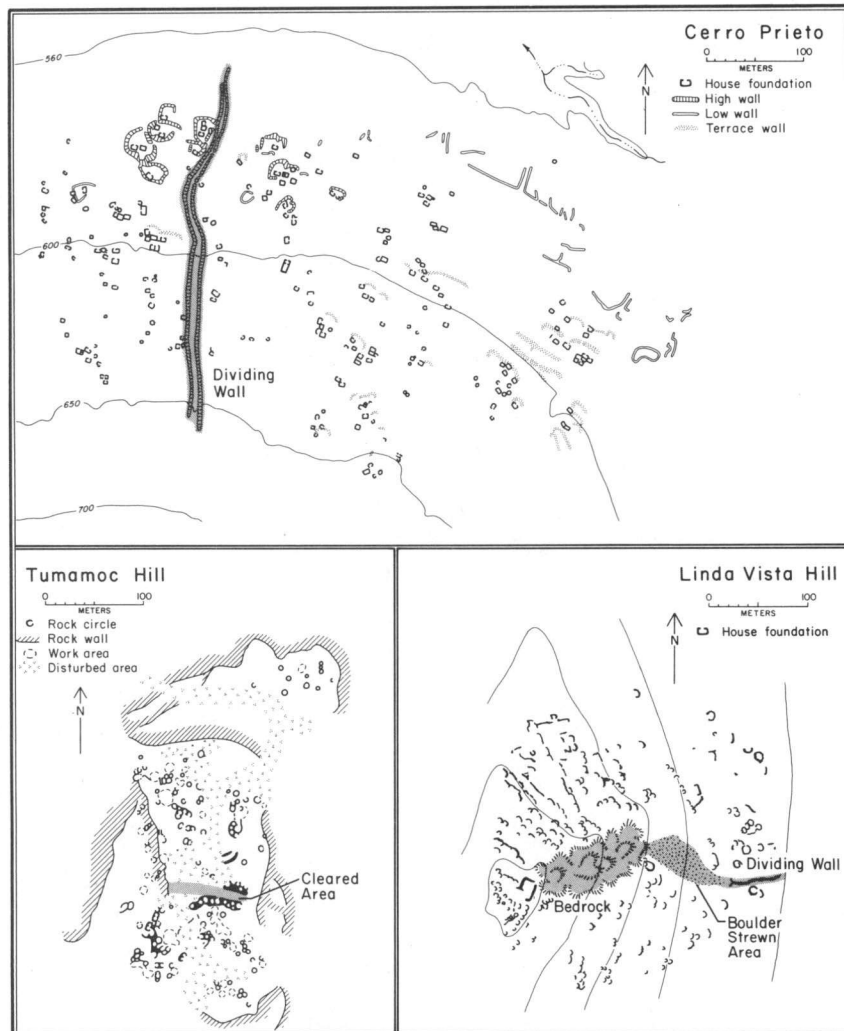 Cerro Prieto
0 100
METERS
N
House foundation
High wall
Low wall
Terrace wall
560
600
650
700
Dividing
Wall
Tumamoc Hill
0 100
METERS
Rock circle
Rock wall
Work area
Disturbed area
N
Cleared
Area
Linda Vista Hill
0 100
METERS
N
House foundation
Dividing Wall
Bedrock
Boulder
Strewn
Area